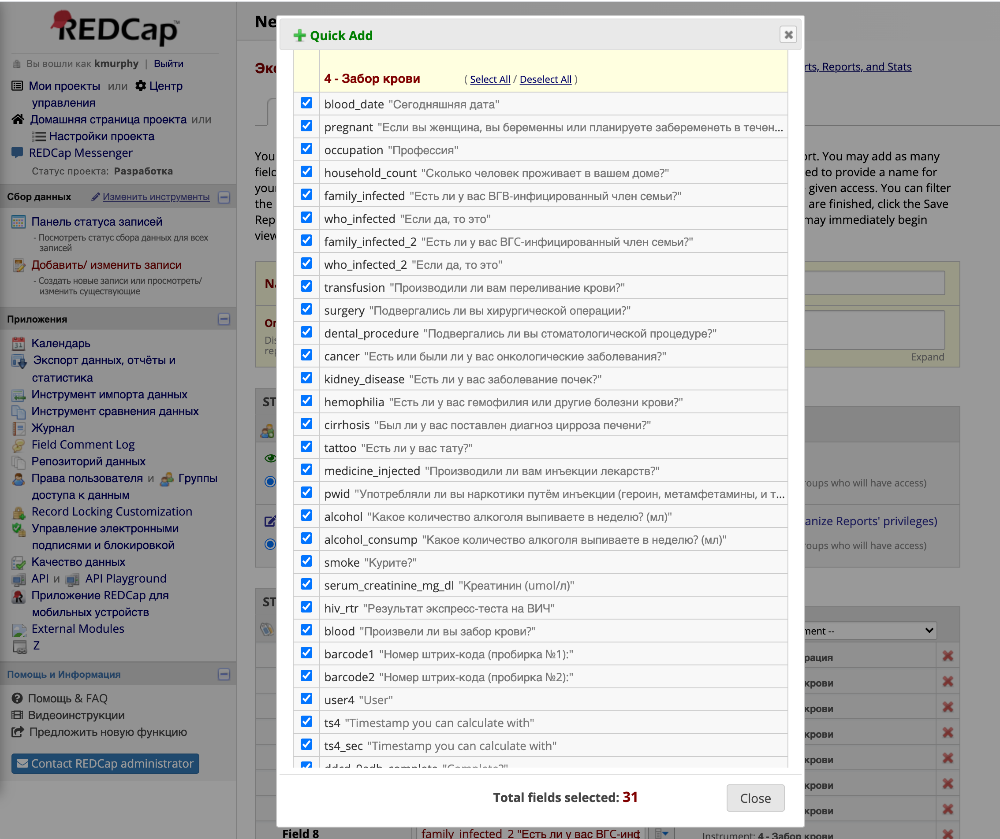 REDCap™
Вы вошли как kmurphy | Выйти
Мои проекты или Центр
управления
Домашняя страница проекта или
Настройки проекта
REDCap Messenger
Статус проекта: Разработка
Сбор данных Изменить инструменты
Панель статуса записей
- Посмотреть статус сбора данных для всех
записей
Добавить/ изменить записи
- Создать новые записи или просмотреть/
изменить существующие
Приложения
Календарь
Экспорт данных, отчёты и
статистика
Инструмент импорта данных
Инструмент сравнения данных
Журнал
Field Comment Log
Репозиторий данных
Права пользователя и Группы
доступа к данным
Record Locking Customization
Управление электронными
подписями и блокировкой
Качество данных
API и API Playground
Приложение REDCap для
мобильных устройств
External Modules
Z
Помощь и Информация
Помощь & FAQ
Видеоинструкции
Предложить новую функцию
Contact REDCap administrator
Quick Add
4 - Забор крови ( Select All / Deselect All )
blood_date "Сегодняшняя дата"
pregnant "Если вы женщина, вы беременны или планируете забеременеть в течен...
occupation "Профессия"
household_count "Сколько человек проживает в вашем доме?"
family_infected "Есть ли у вас ВГВ-инфицированный член семьи?"
who_infected "Если да, то это"
family_infected_2 "Есть ли у вас ВГС-инфицированный член семьи?"
who_infected_2 "Если да, то это"
transfusion "Производили ли вам переливание крови?"
surgery "Подвергались ли вы хирургической операции?"
dental_procedure "Подвергались ли вы стоматологической процедуре?"
cancer "Есть или были ли у вас онкологические заболевания?"
kidney_disease "Есть ли у вас заболевание почек?"
hemophilia "Есть ли у вас гемофилия или другие болезни крови?"
cirrhosis "Был ли у вас поставлен диагноз цирроза печени?"
tattoo "Есть ли у вас тату?"
medicine_injected "Производили ли вам инъекции лекарств?"
pwid "Употребляли ли вы наркотики путём инъекции (героин, метамфетамины, и т...
alcohol "Какое количество алкоголя выпиваете в неделю? (мл)"
alcohol_consump "Какое количество алкоголя выпиваете в неделю? (мл)"
smoke "Курите?"
serum_creatinine_mg_dl "Креатинин (umol/л)"
hiv_rtr "Результат экспресс-теста на ВИЧ"
blood "Произвели ли вы забор крови?"
barcode1 "Номер штрих-кода (пробирка №1):"
barcode2 "Номер штрих-кода (пробирка №2):"
user4 "User"
ts4 "Timestamp you can calculate with"
ts4_sec "Timestamp you can calculate with"
Total fields selected: 31
Close
Ne
Эк
rts, Reports, and Stats
You
field
your
the
Rep
view
ort. You may add as many
ed to provide a name for
given access. You can filter
are finished, click the Save
may immediately begin
Na
Оп
Dis
rep
Expand
ST
oups who will have access)
anize Reports' privileges)
oups who will have access)
ST
ment --
рация
крови
крови
крови
крови
крови
крови
Field 8 family_infected_2 "Есть ли у вас ВГС-инф
Instrument: 4 - Забор крови